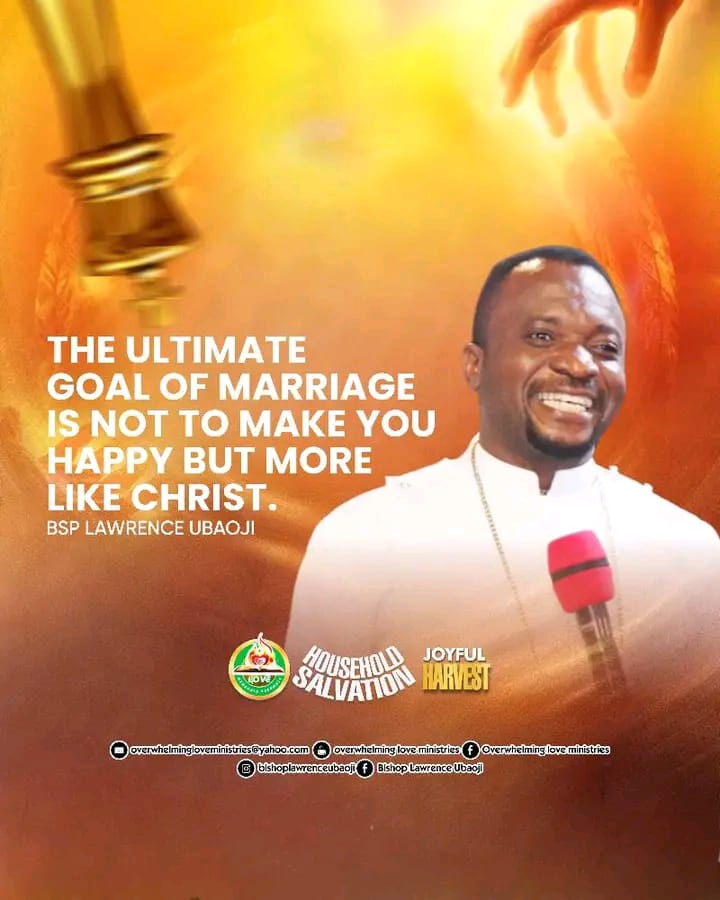 THE ULTIMATE
GOAL OF MARRIAGE
IS NOT TO MAKE YOU
HAPPY BUT MORE
LIKE CHRIST.
BSP LAWRENCE UBAOJI
LOVE
HOUSEHOLD
SALVATION
JOYFUL
HARVEST
overwhelmingloveministries@yahoo.com overwhelming love ministries Overwhelming love ministries
bishoplawrenceubaoji Bishop Lawrence Ubaoji